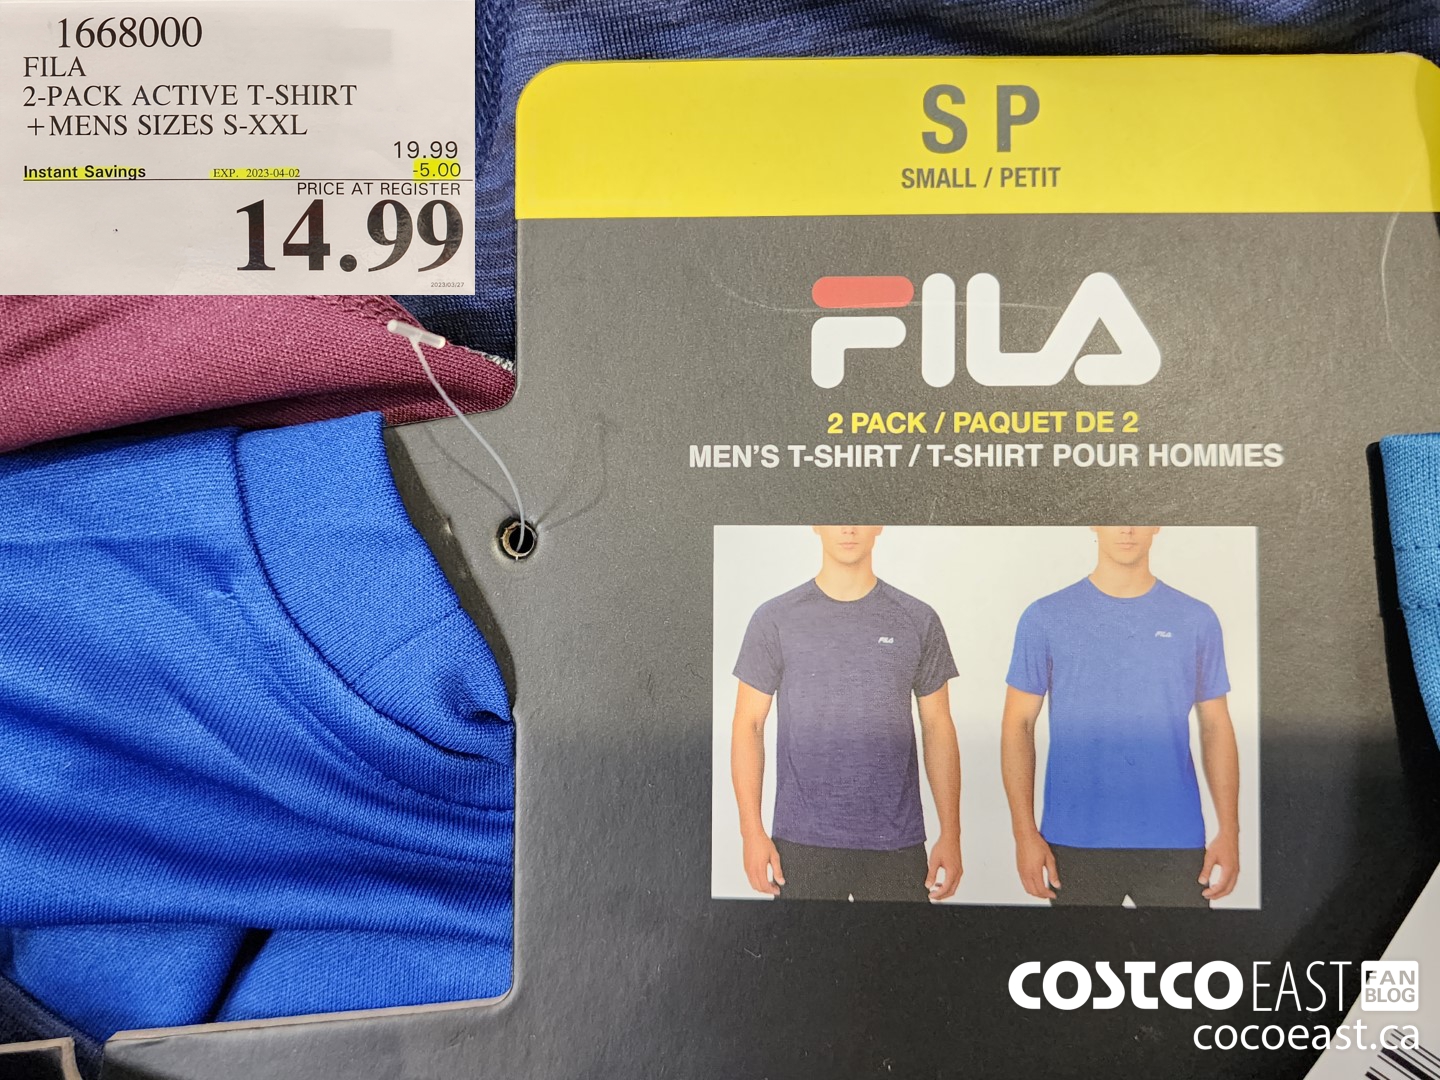 1668000
FILA
2-PACK ACTIVE T-SHIRT
+MENS SIZES S-XXL
19.99
Instant Savings EXP. 2023-04-02 -5.00
PRICE AT REGISTER
14.99
2023/03/27
S P
SMALL / PETIT
FILA
2 PACK / PAQUET DE 2
MEN'S T-SHIRT / T-SHIRT POUR HOMMES
FILA
FILA
COSTCO EAST FAN BLOG
cocoeast.ca